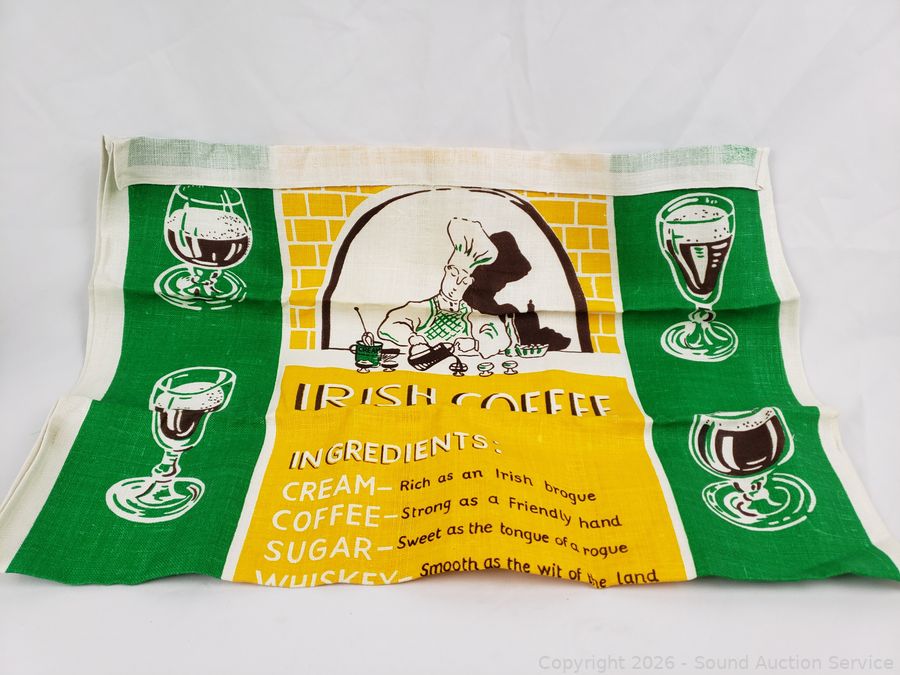 IRISH COFFEE
INGREDIENTS:
CREAM- Rich as an Irish brogue
COFFEE- Strong as a Friendly hand
SUGAR- Sweet as the tongue of a rogue
WHISKEY- Smooth as the wit of the land
Copyright 2026 - Sound Auction Service